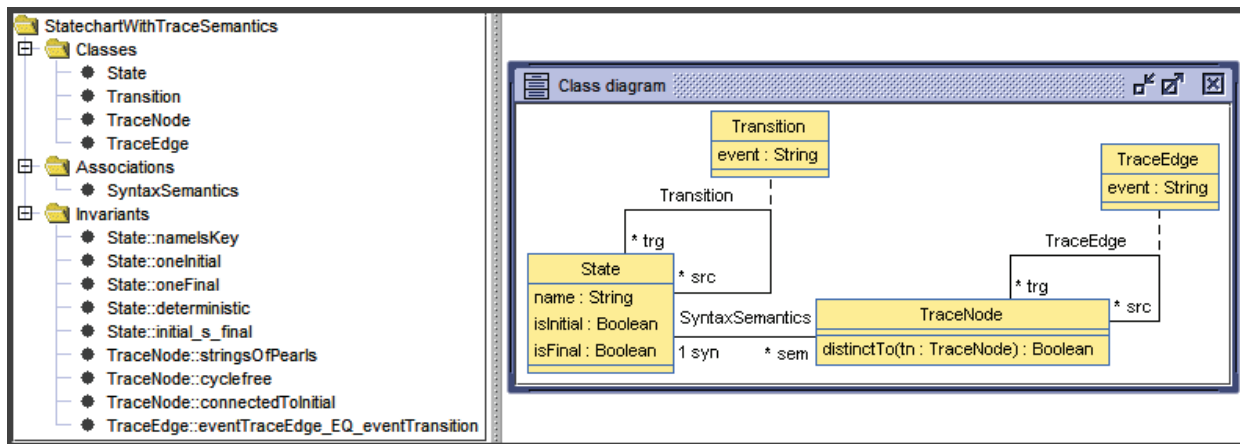 StatechartWithTraceSemantics
Classes
State
Transition
TraceNode
TraceEdge
Associations
SyntaxSemantics
Invariants
State::nameIsKey
State::oneInitial
State::oneFinal
State::deterministic
State::initial_s_final
TraceNode::stringsOfPearls
TraceNode::cyclefree
TraceNode::connectedToInitial
TraceEdge::eventTraceEdge_EQ_eventTransition
Class diagram
Transition
event : String
TraceEdge
event : String
Transition
TraceEdge
* trg
* src
* trg
* src
State
name : String
isInitial : Boolean
isFinal : Boolean
SyntaxSemantics
1 syn
* sem
TraceNode
distinctTo(tn : TraceNode) : Boolean